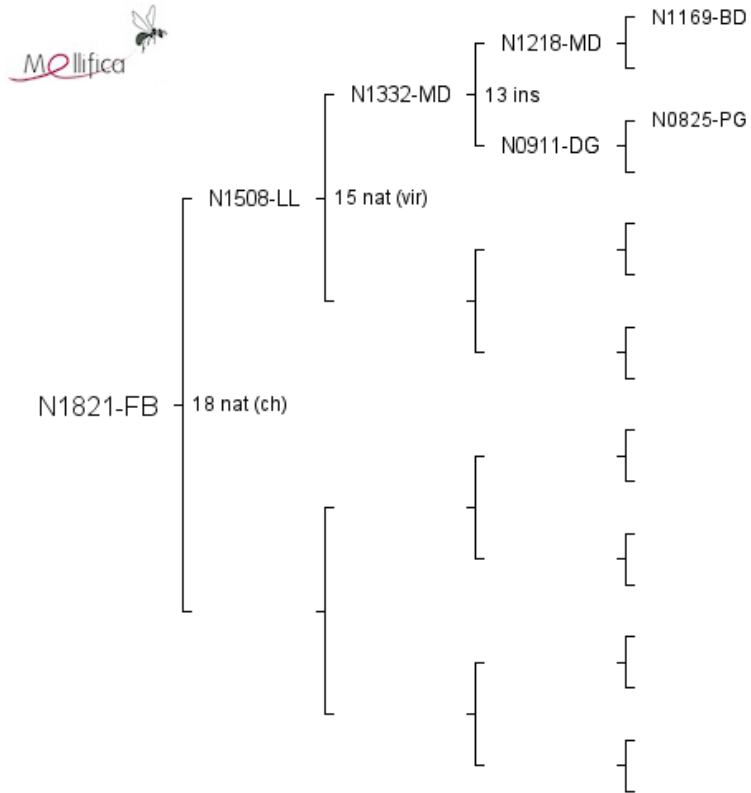 Mellifica
N1169-BD
N1218-MD
N1332-MD
13 ins
N0825-PG
N0911-DG
N1508-LL
15 nat (vir)
N1821-FB
18 nat (ch)